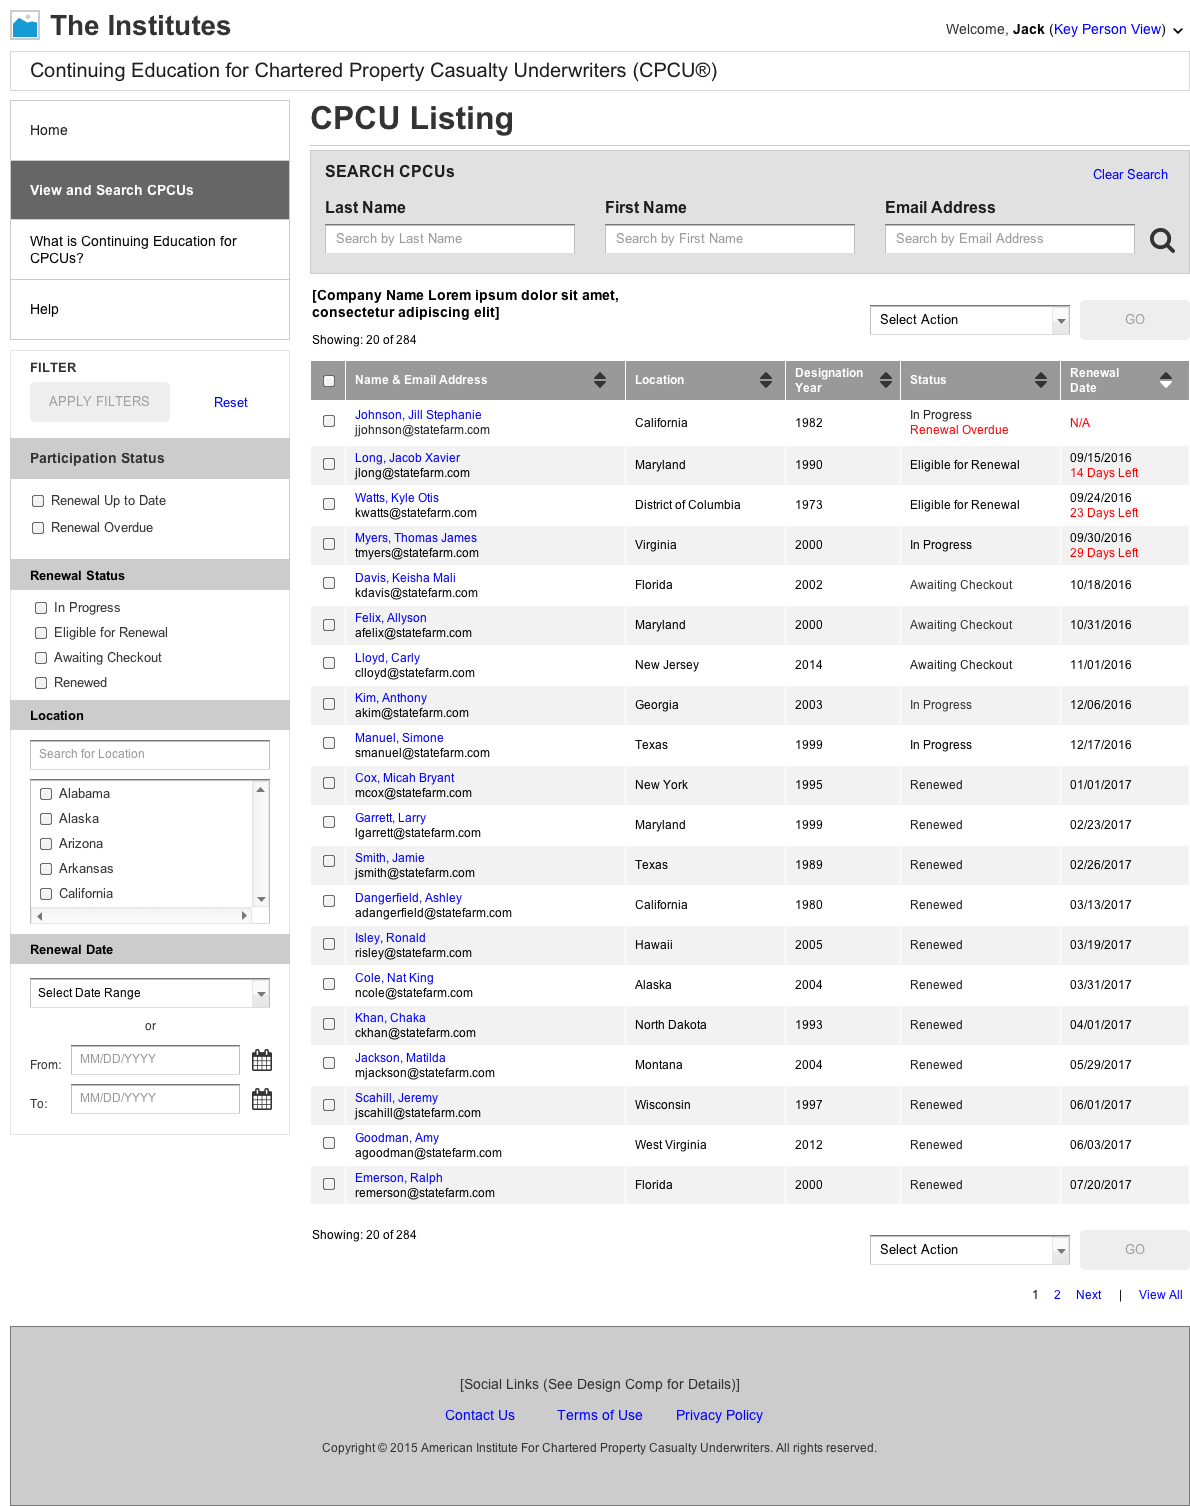 The Institutes
Welcome, Jack (Key Person View)
Continuing Education for Chartered Property Casualty Underwriters (CPCU®)
Home
View and Search CPCUs
What is Continuing Education for
CPCUs?
Help
FILTER
APPLY FILTERS Reset
Participation Status
Renewal Up to Date
Renewal Overdue
Renewal Status
In Progress
Eligible for Renewal
Awaiting Checkout
Renewed
Location
Search for Location
Alabama
Alaska
Arizona
Arkansas
California
Renewal Date
Select Date Range
or
From: MM/DD/YYYY
To: MM/DD/YYYY
CPCU Listing
SEARCH CPCUs
Clear Search
Last Name First Name Email Address
Search by Last Name Search by First Name Search by Email Address
[Company Name Lorem ipsum dolor sit amet,
consectetur adipiscing elit]
Showing: 20 of 284
Select Action GO
Name & Email Address Location Designation Year Status Renewal Date
Johnson, Jill Stephanie
jjohnson@statefarm.com California 1982 In Progress Renewal Overdue N/A
Long, Jacob Xavier
jlong@statefarm.com Maryland 1990 Eligible for Renewal 09/15/2016 14 Days Left
Watts, Kyle Otis
kwatts@statefarm.com District of Columbia 1973 Eligible for Renewal 09/24/2016 23 Days Left
Myers, Thomas James
tmyers@statefarm.com Virginia 2000 In Progress 09/30/2016 29 Days Left
Davis, Keisha Mali
kdavis@statefarm.com Florida 2002 Awaiting Checkout 10/18/2016
Felix, Allyson
afelix@statefarm.com Maryland 2000 Awaiting Checkout 10/31/2016
Lloyd, Carly
clloyd@statefarm.com New Jersey 2014 Awaiting Checkout 11/01/2016
Kim, Anthony
akim@statefarm.com Georgia 2003 In Progress 12/06/2016
Manuel, Simone
smanuel@statefarm.com Texas 1999 In Progress 12/17/2016
Cox, Micah Bryant
mcox@statefarm.com New York 1995 Renewed 01/01/2017
Garrett, Larry
lgarrett@statefarm.com Maryland 1999 Renewed 02/23/2017
Smith, Jamie
jsmith@statefarm.com Texas 1989 Renewed 02/26/2017
Dangerfield, Ashley
adangerfield@statefarm.com California 1980 Renewed 03/13/2017
Isley, Ronald
risley@statefarm.com Hawaii 2005 Renewed 03/19/2017
Cole, Nat King
ncole@statefarm.com Alaska 2004 Renewed 03/31/2017
Khan, Chaka
ckhan@statefarm.com North Dakota 1993 Renewed 04/01/2017
Jackson, Matilda
mjackson@statefarm.com Montana 2004 Renewed 05/29/2017
Scahill, Jeremy
jscahill@statefarm.com Wisconsin 1997 Renewed 06/01/2017
Goodman, Amy
agoodman@statefarm.com West Virginia 2012 Renewed 06/03/2017
Emerson, Ralph
remerson@statefarm.com Florida 2000 Renewed 07/20/2017
Showing: 20 of 284
Select Action GO
1 2 Next | View All
[Social Links (See Design Comp for Details)]
Contact Us Terms of Use Privacy Policy
Copyright © 2015 American Institute For Chartered Property Casualty Underwriters. All rights reserved.